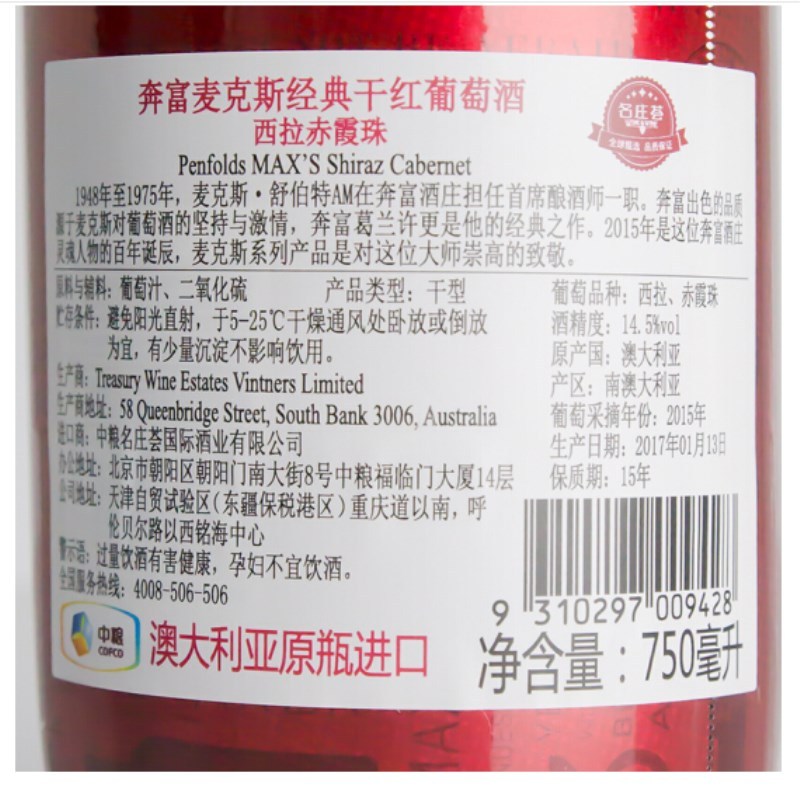 奔富麦克斯经典干红葡萄酒
西拉赤霞珠
名庄荟
全球甄选 品质保证
Penfolds MAX'S Shiraz Cabernet
1948年至1975年，麦克斯·舒伯特AM在奔富酒庄担任首席酿酒师一职。奔富出色的品质
源于麦克斯对葡萄酒的坚持与激情，奔富葛兰许更是他的经典之作。2015年是这位奔富酒庄
灵魂人物的百年诞辰，麦克斯系列产品是对这位大师崇高的致敬。
原料与辅料：葡萄汁、二氧化硫 产品类型：干型
贮存条件：避免阳光直射，于5-25℃干燥通风处卧放或倒放
为宜，有少量沉淀不影响饮用。
生产商：Treasury Wine Estates Vintners Limited
生产商地址：58 Queenbridge Street, South Bank 3006, Australia
进口商：中粮名庄荟国际酒业有限公司
办公地址：北京市朝阳区朝阳门南大街8号中粮福临门大厦14层
公司地址：天津自贸试验区(东疆保税港区)重庆道以南，呼
伦贝尔路以西铭海中心
警示语：过量饮酒有害健康，孕妇不宜饮酒。
全国服务热线：4008-506-506
葡萄品种：西拉、赤霞珠
酒精度：14.5%vol
原产国：澳大利亚
产区：南澳大利亚
葡萄采摘年份：2015年
生产日期：2017年01月13日
保质期：15年
9 310297 009428
中粮
COFCO
澳大利亚原瓶进口
净含量：750毫升